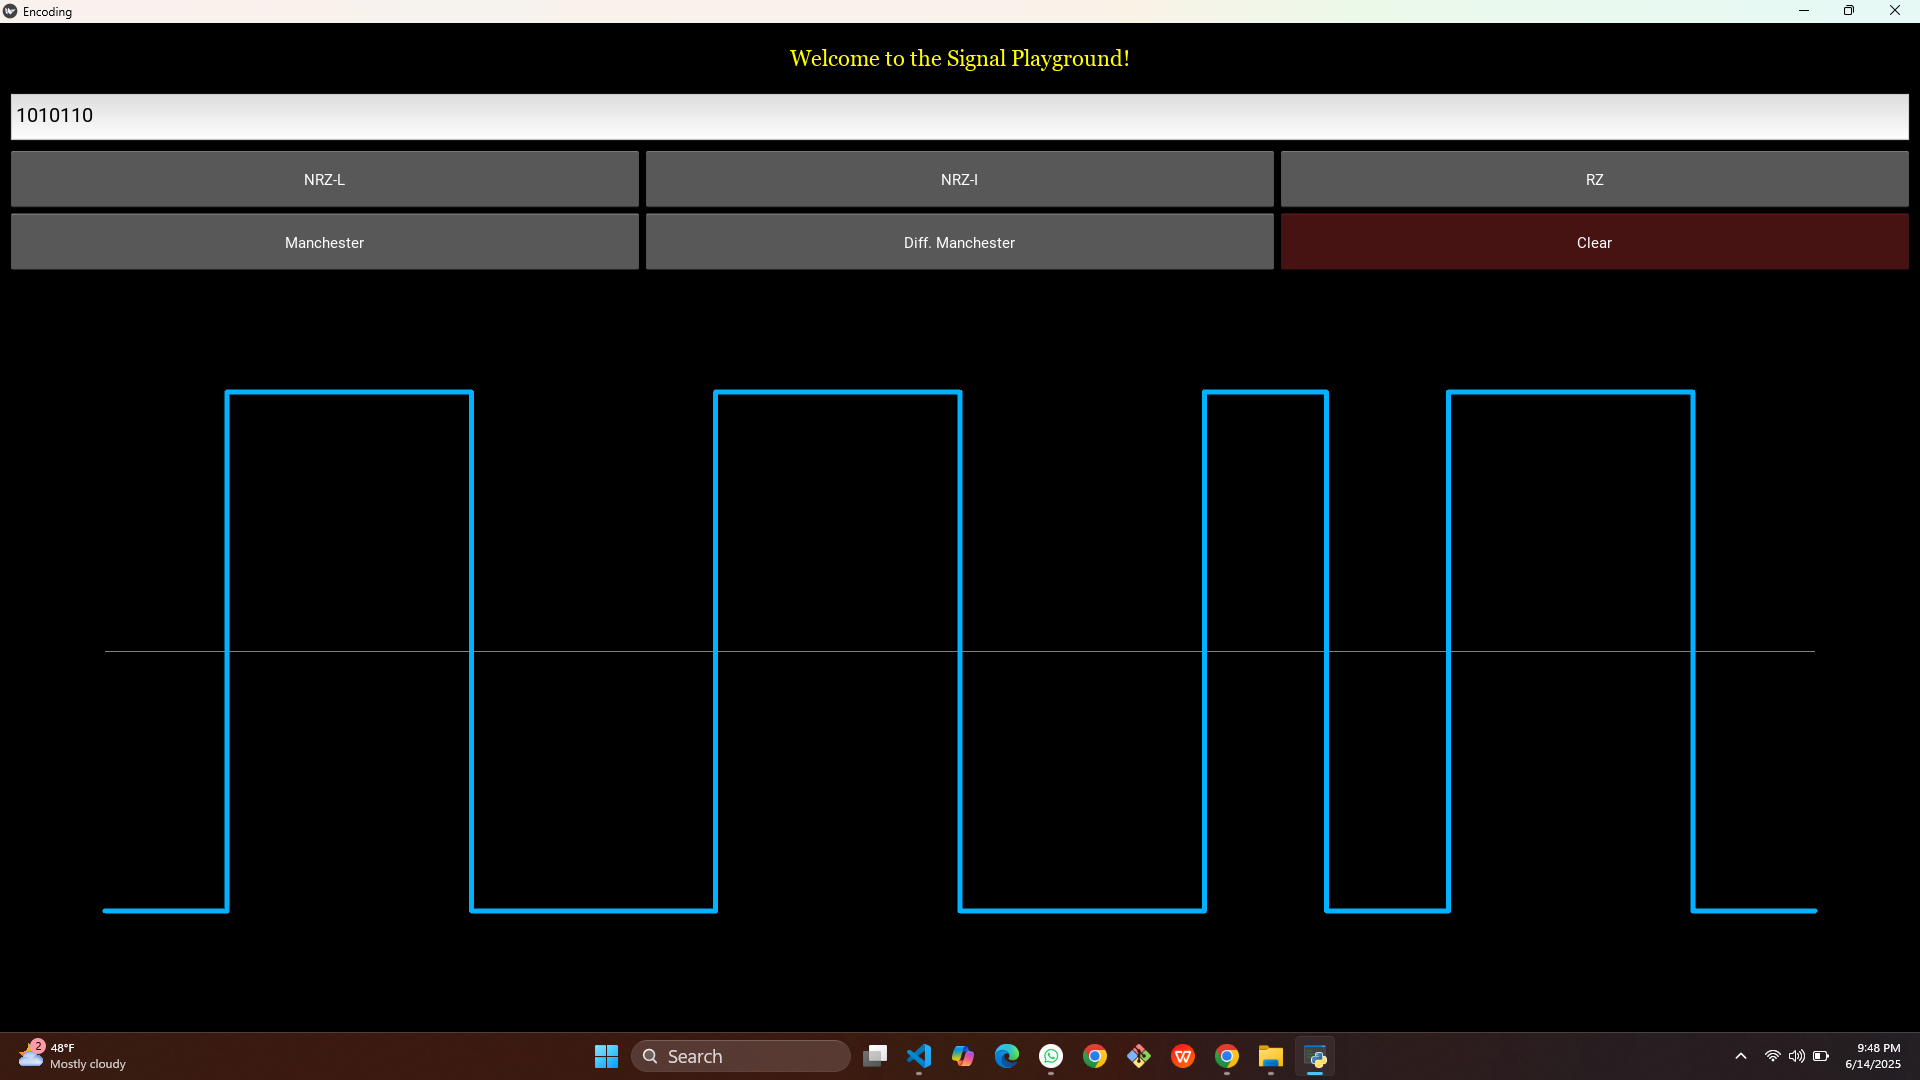 Encoding
Welcome to the Signal Playground!
1010110
NRZ-L
NRZ-I
RZ
Manchester
Diff. Manchester
Clear
2
48°F
Mostly cloudy
Search
9:48 PM
6/14/2025